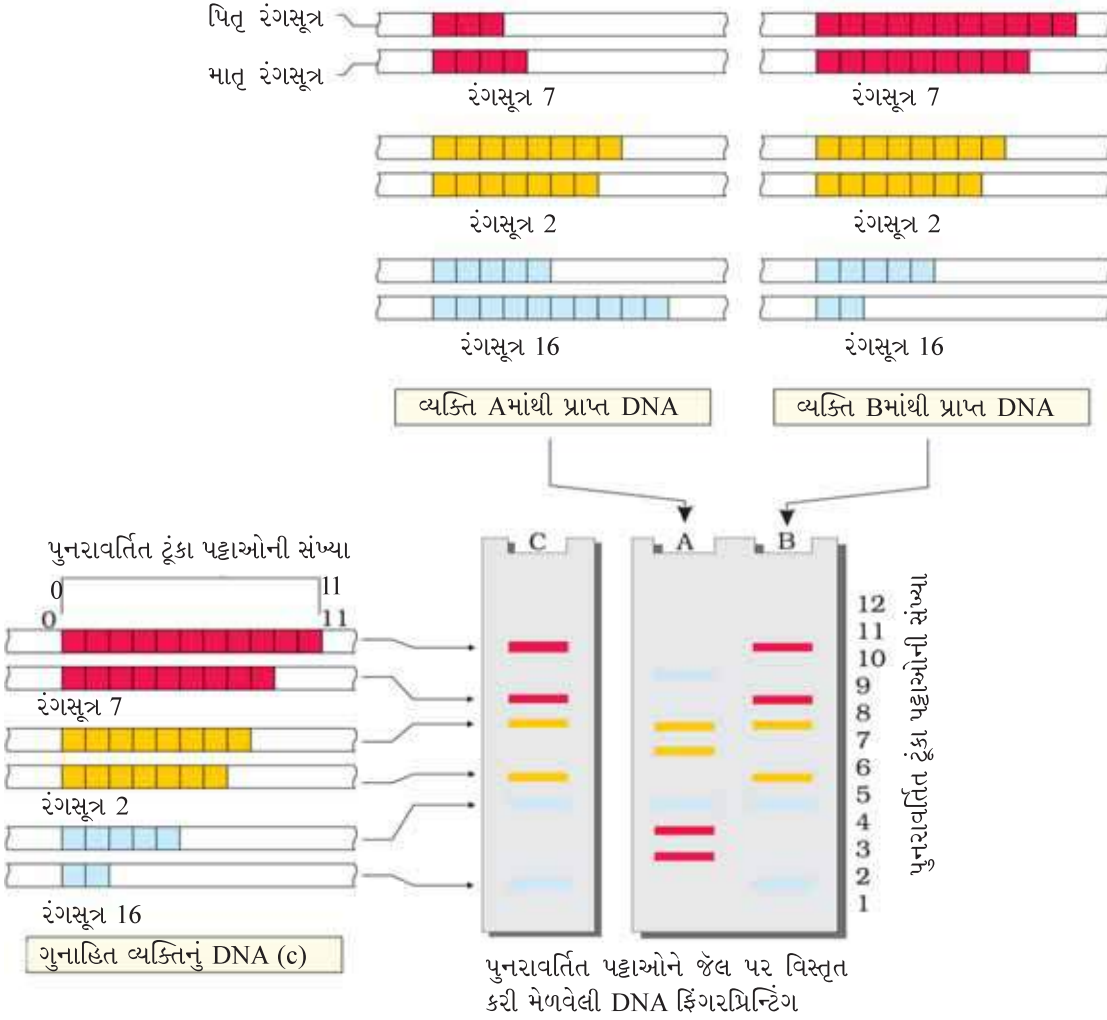 પિતૃ રંગસૂત્ર
માતૃ રંગસૂત્ર
રંગસૂત્ર 7
રંગસૂત્ર 7
રંગસૂત્ર 2
રંગસૂત્ર 2
રંગસૂત્ર 16
રંગસૂત્ર 16
વ્યક્તિ Aમાંથી પ્રાપ્ત DNA
વ્યક્તિ Bમાંથી પ્રાપ્ત DNA
પુનરાવર્તિત ટૂંકા પટ્ટાઓની સંખ્યા
0 11
0 11
રંગસૂત્ર 7
રંગસૂત્ર 2
રંગસૂત્ર 16
ગુનાહિત વ્યક્તિનું DNA (c)
C
A
B
12
11
10
9
8
7
6
5
4
3
2
1
પુનરાવર્તિત ટૂંકા પટ્ટાઓની સંખ્યા
પુનરાવર્તિત પટ્ટાઓને જૅલ પર વિસ્તૃત
કરી મેળવેલી DNA ફિંગરપ્રિન્ટિંગ